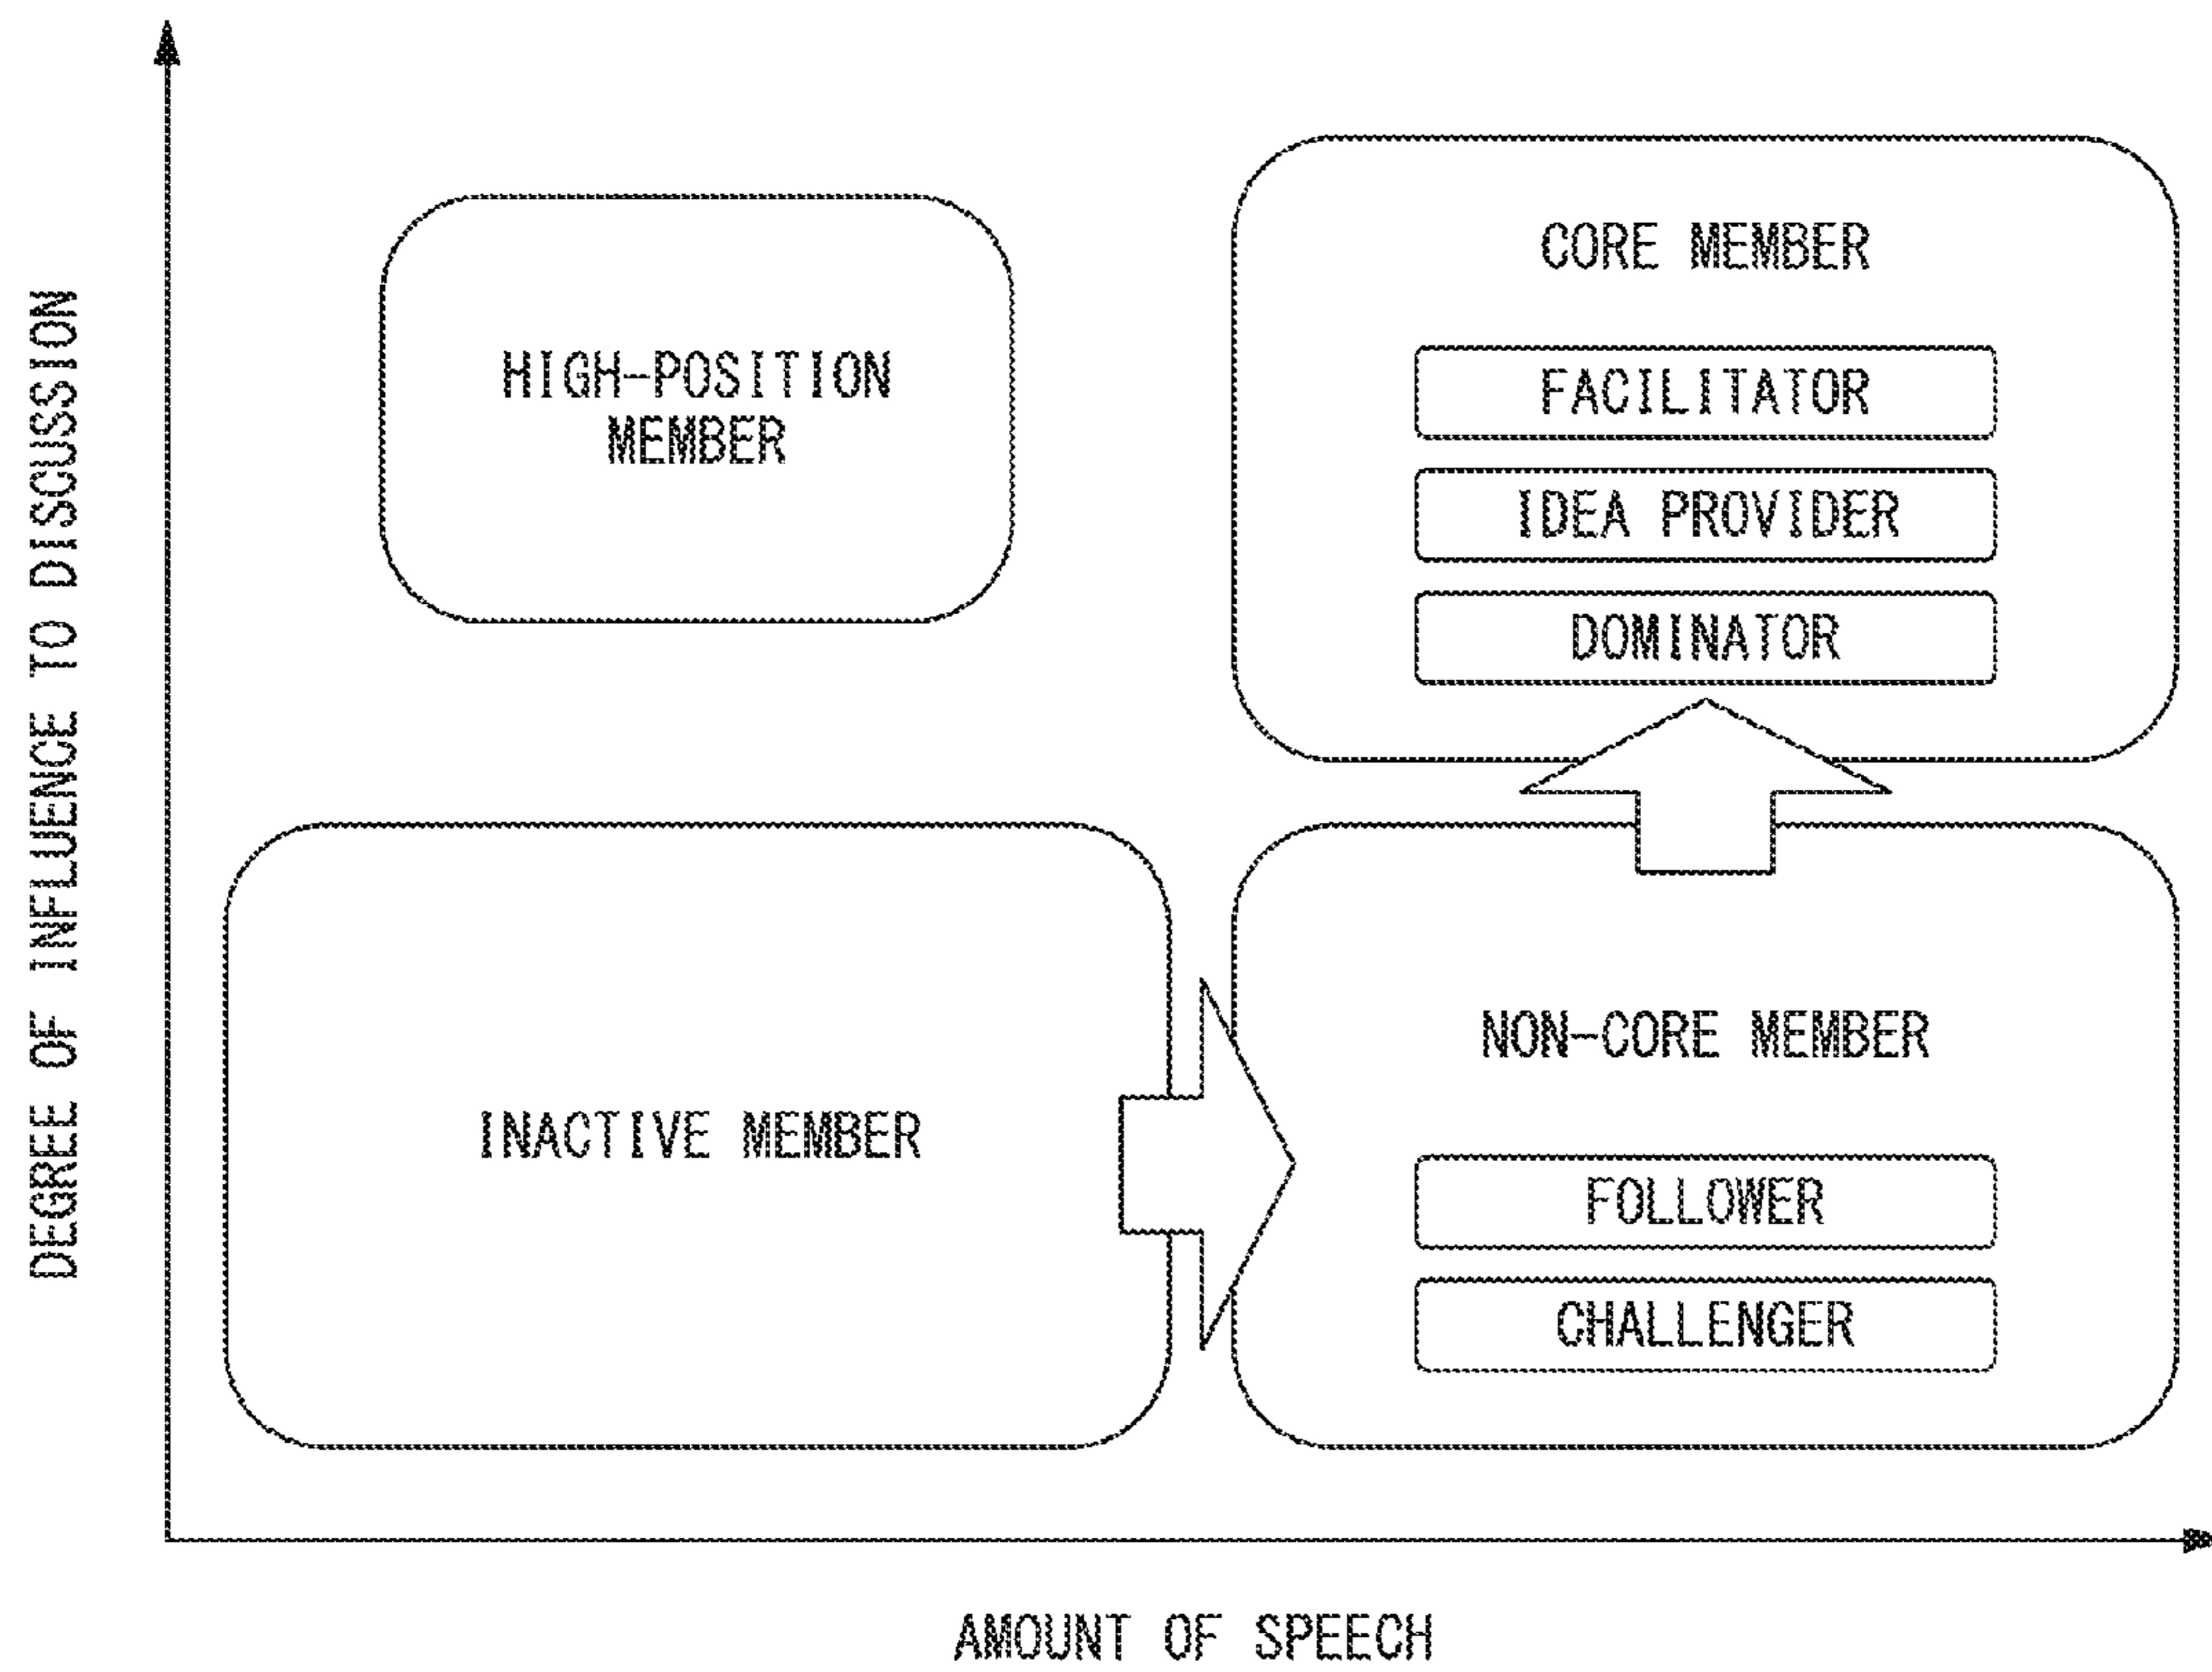 DEGREE OF INFLUENCE TO DISCUSSION
HIGH-POSITION
MEMBER
CORE MEMBER
FACILITATOR
IDEA PROVIDER
DOMINATOR
INACTIVE MEMBER
NON-CORE MEMBER
FOLLOWER
CHALLENGER
AMOUNT OF SPEECH